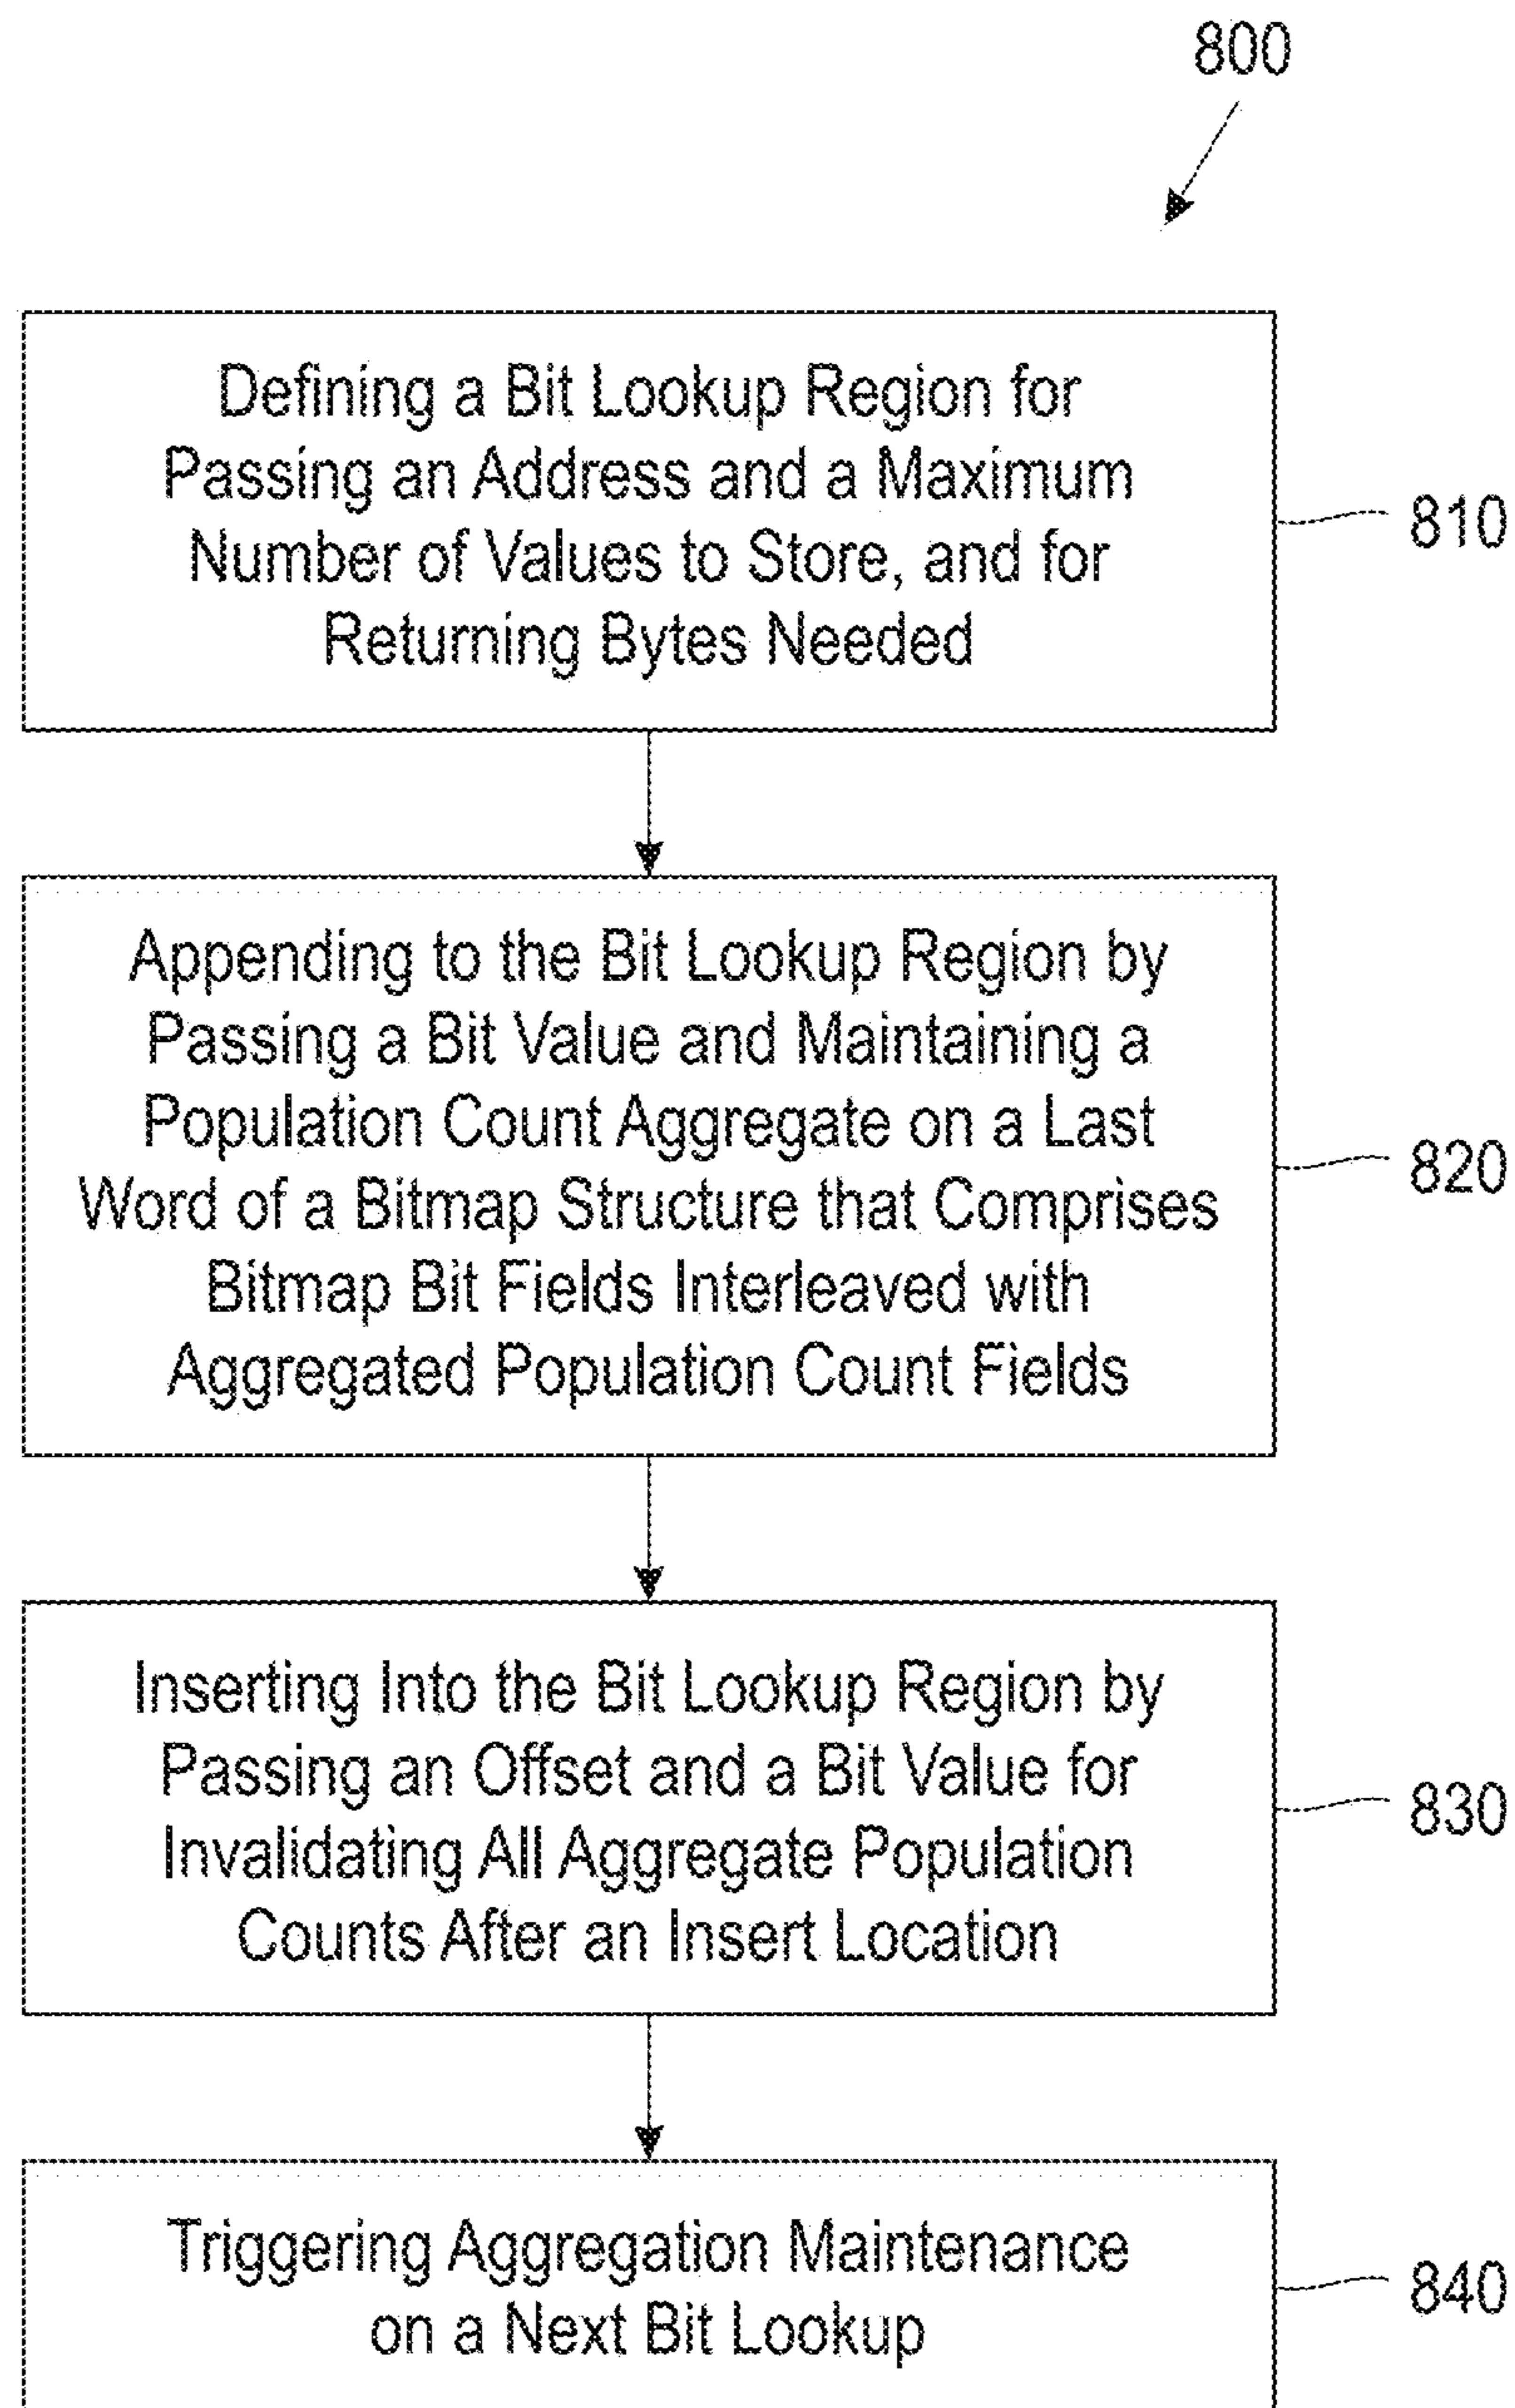 800
Defining a Bit Lookup Region for
Passing an Address and a Maximum
Number of Values to Store, and for
Returning Bytes Needed
810
Appending to the Bit Lookup Region by
Passing a Bit Value and Maintaining a
Population Count Aggregate on a Last
Word of a Bitmap Structure that Comprises
Bitmap Bit Fields Interleaved with
Aggregated Population Count Fields
820
Inserting Into the Bit Lookup Region by
Passing an Offset and a Bit Value for
Invalidating All Aggregate Population
Counts After an Insert Location
830
Triggering Aggregation Maintenance
on a Next Bit Lookup
840